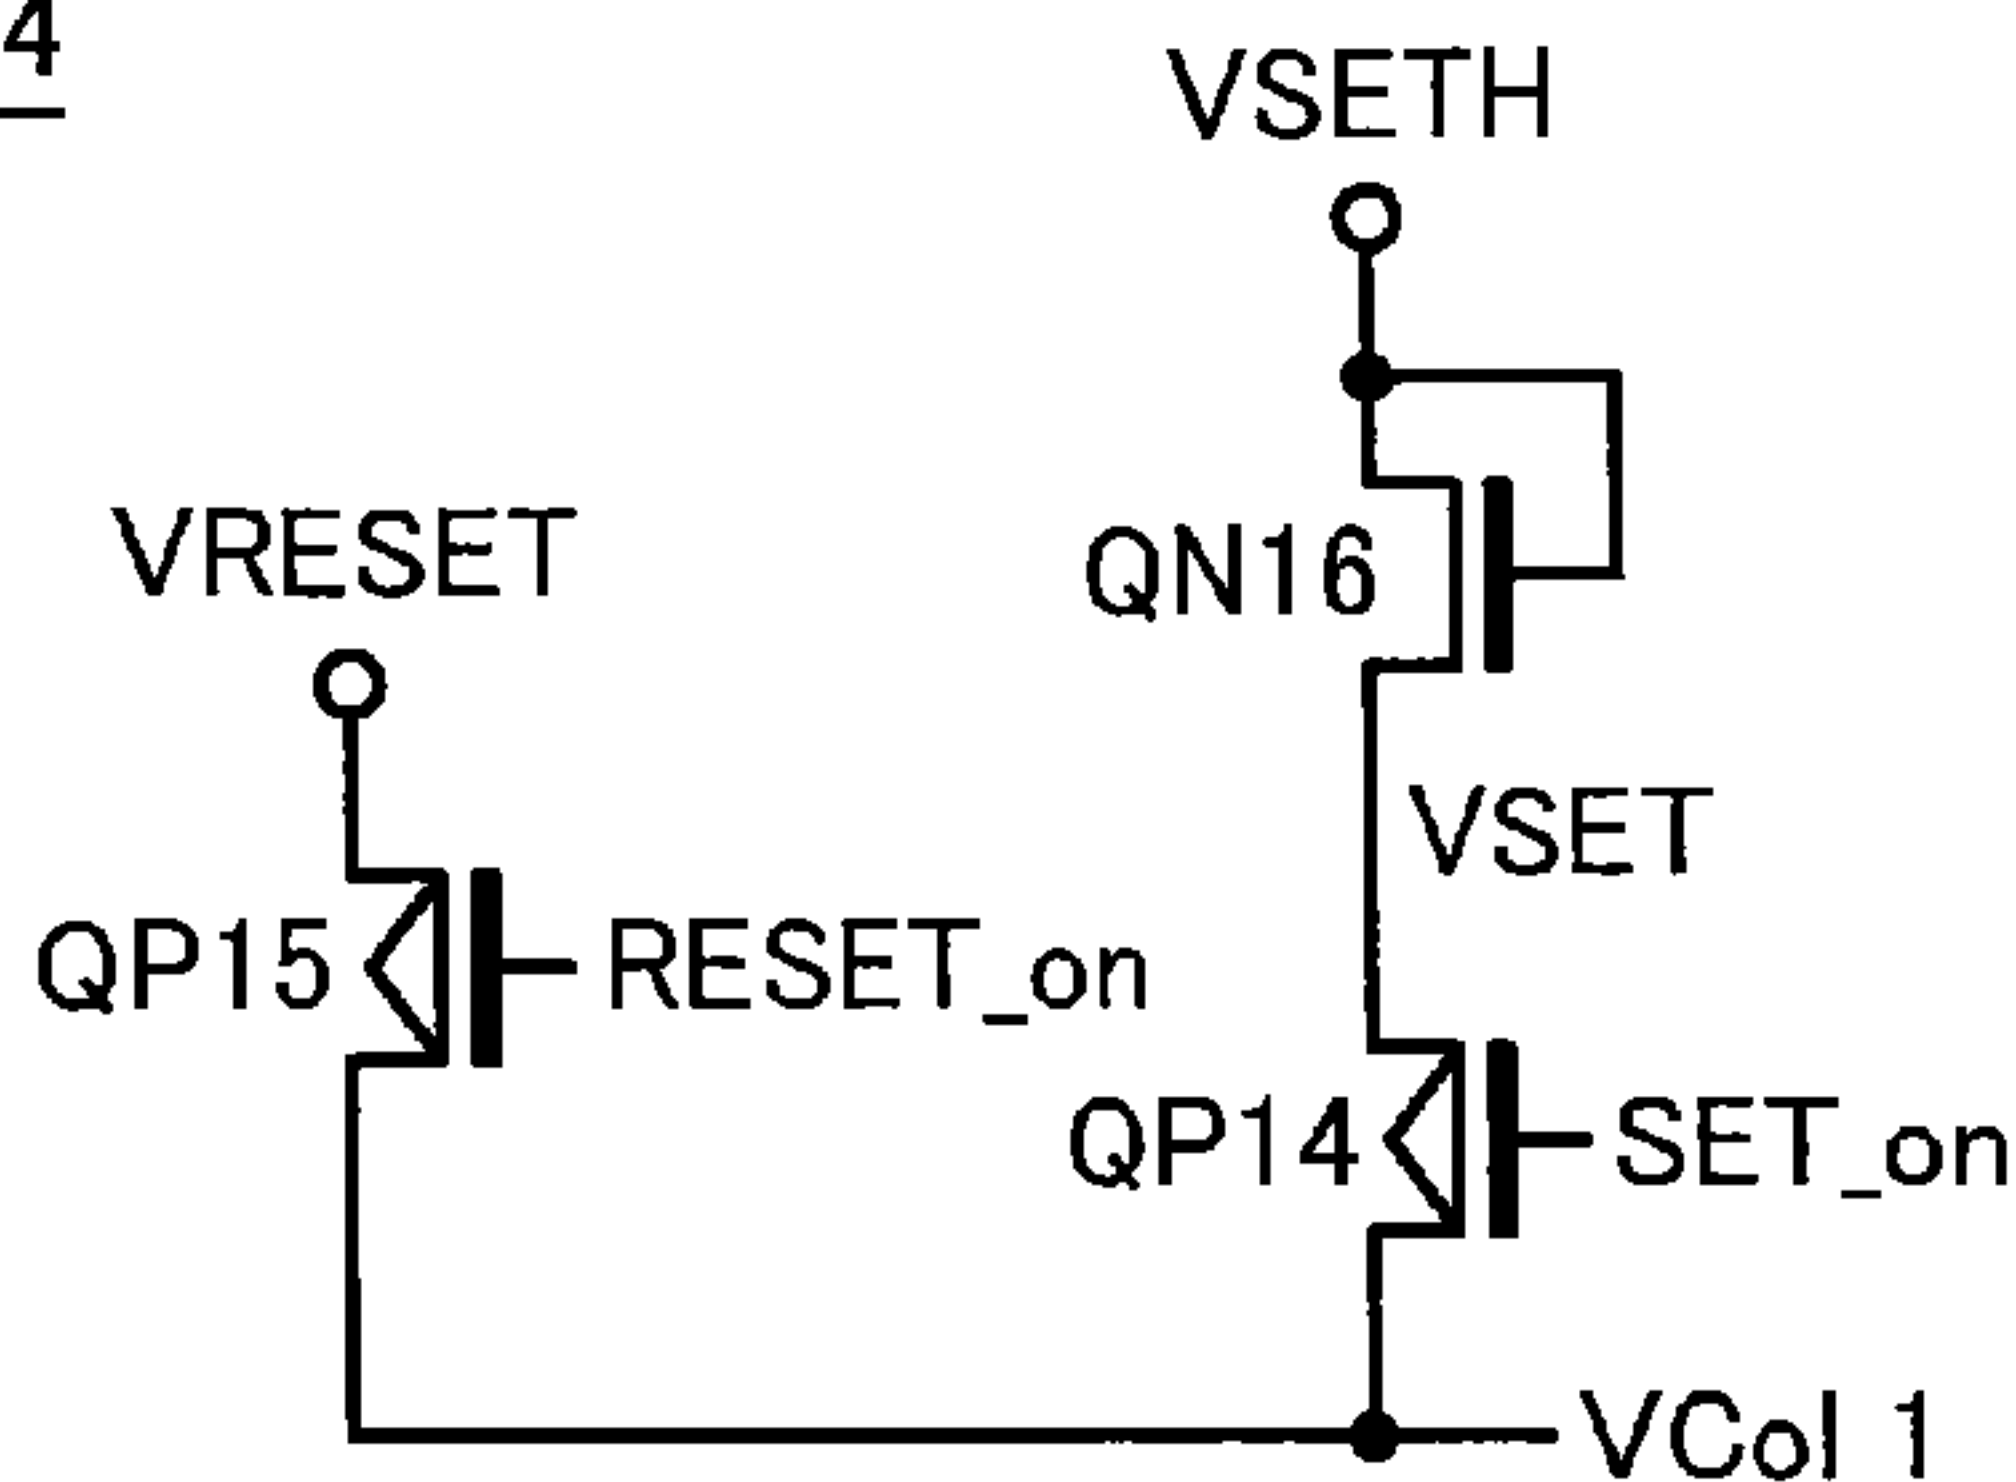 4
VSETH
VRESET
QN16
VSET
QP15
RESET_on
QP14
SET_on
VCol 1